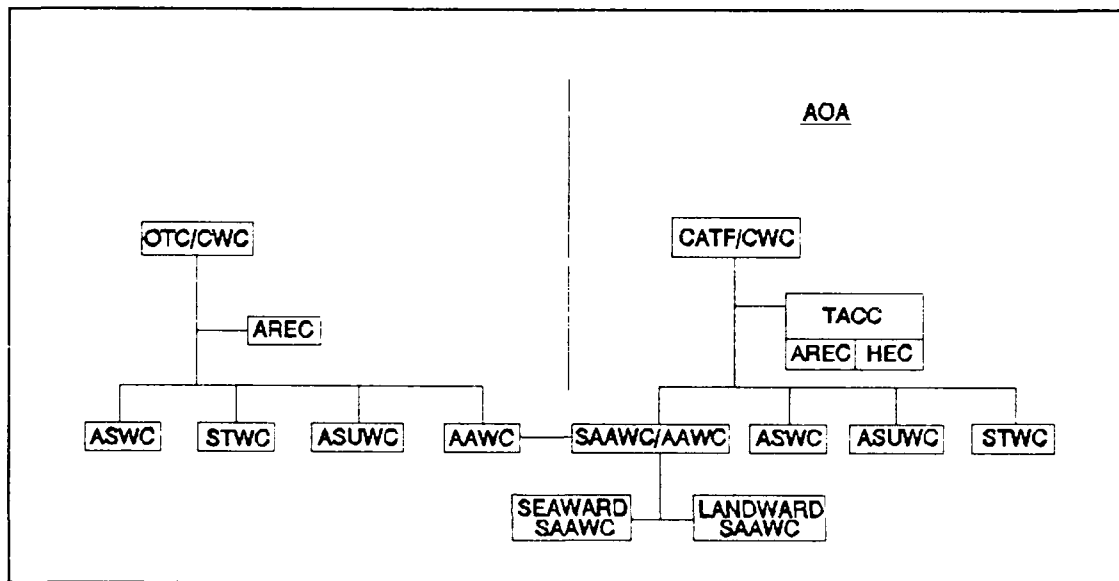 AOA
OTC/CWC
CATF/CWC
TACC
AREC
AREC HEC
ASWC STWC ASUWC AAWC SAAWC/AAWC ASWC ASUWC STWC
SEAWARD LANDWARD
SAAWC SAAWC